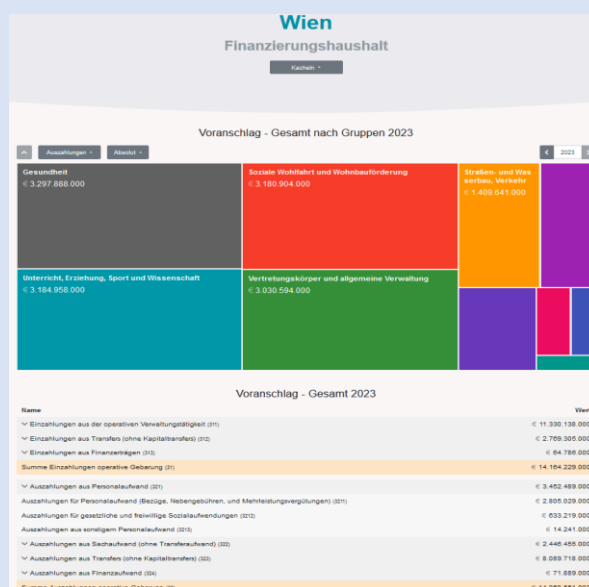 Wien
Finanzierungshaushalt
Kacheln
Voranschlag - Gesamt nach Gruppen 2023
Auszahlungen
Absolut
2023
Gesundheit
€ 3.297.888.000
Soziale Wohlfahrt und Wohnbauförderung
€ 3.180.904.000
Straßen- und Was
serbau, Verkehr
€ 1.409.641.000
Unterricht, Erziehung, Sport und Wissenschaft
€ 3.184.958.000
Vertretungskörper und allgemeine Verwaltung
€ 3.030.594.000
Voranschlag - Gesamt 2023
Name Wert
Einzahlungen aus der operativen Verwaltungstätigkeit (311) € 11.330.138.000
Einzahlungen aus Transfers (ohne Kapitaltransfers) (312) € 2.769.305.000
Einzahlungen aus Finanzerträgen (313) € 64.786.000
Summe Einzahlungen operative Gebarung (31) € 14.164.229.000
Auszahlungen aus Personalaufwand (321) € 3.452.489.000
Auszahlungen für Personalaufwand (Bezüge, Nebengebühren, und Mehrleistungsvergütungen) (3211) € 2.805.029.000
Auszahlungen für gesetzliche und freiwillige Sozialaufwendungen (3212) € 633.219.000
Auszahlungen aus sonstigem Personalaufwand (3213) € 14.241.000
Auszahlungen aus Sachaufwand (ohne Transferaufwand) (322) € 2.446.455.000
Auszahlungen aus Transfers (ohne Kapitaltransfers) (323) € 8.089.718.000
Auszahlungen aus Finanzaufwand (324) € 71.889.000